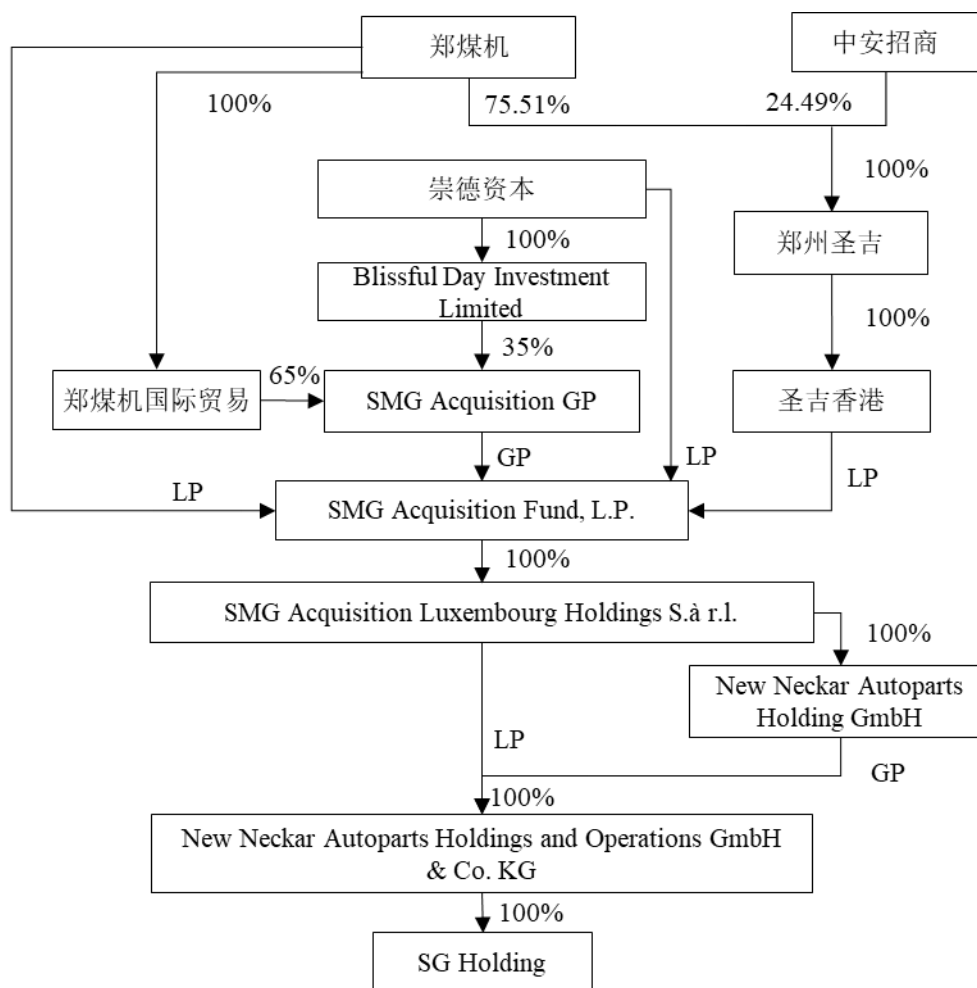 郑煤机
中安招商
100%
75.51%
24.49%
崇德资本
100%
100%
郑州圣吉
Blissful Day Investment
Limited
35%
100%
郑煤机国际贸易
65%
SMG Acquisition GP
圣吉香港
GP
LP
LP
LP
SMG Acquisition Fund, L.P.
100%
SMG Acquisition Luxembourg Holdings S.à r.l.
100%
New Neckar Autoparts
Holding GmbH
LP
GP
100%
New Neckar Autoparts Holdings and Operations GmbH
& Co. KG
100%
SG Holding